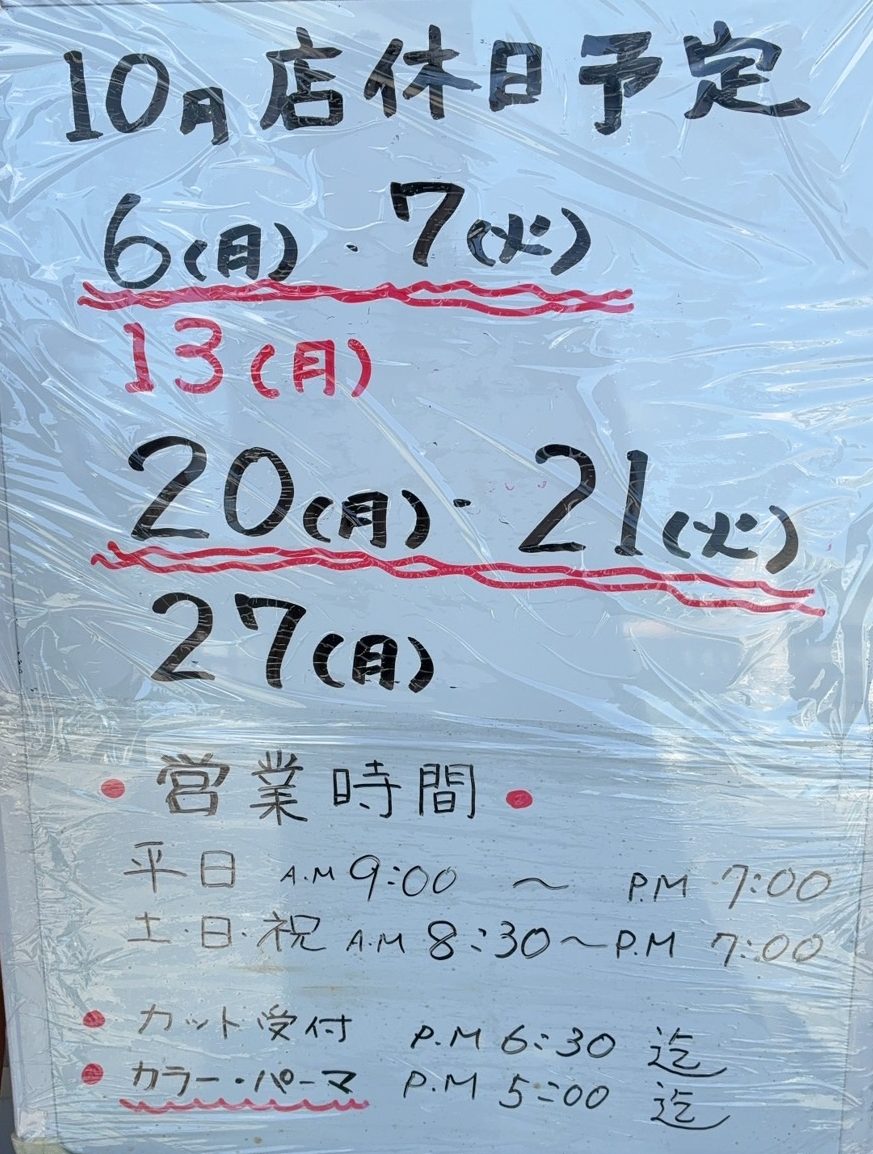 10月 店休日予定
6(月)・7(火)
13(月)
20(月)・21(火)
27(月)
• 営業時間 •
平日 A.M 9:00 〜 P.M 7:00
土・日・祝 A.M 8:30〜P.M 7:00
• カット受付 P.M 6:30 迄
• カラー・パーマ P.M 5:00 迄